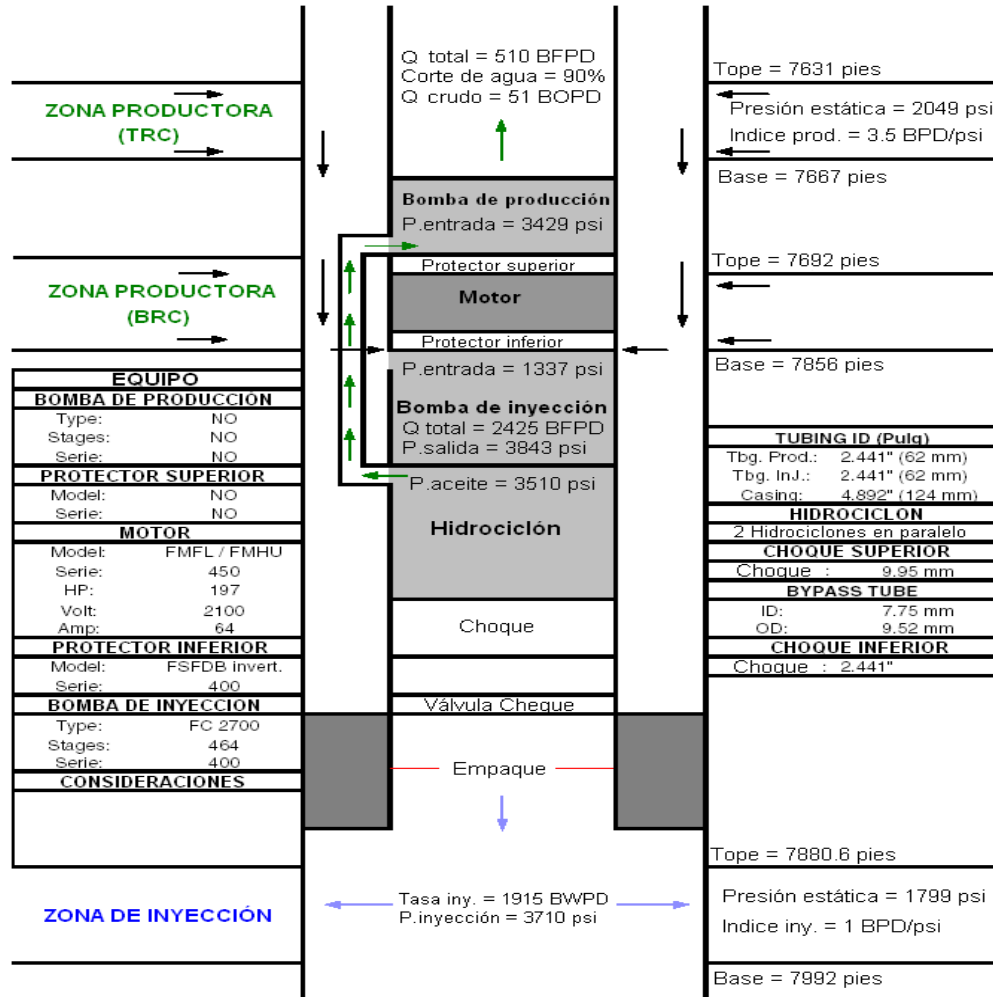 Q total = 510 BFPD
Corte de agua = 90%
Q crudo = 51 BOPD
Tope = 7631 pies
ZONA PRODUCTORA
(TRC)
Presión estática = 2049 psi
Indice prod. = 3.5 BPD/psi
Base = 7667 pies
Bomba de producción
P.entrada = 3429 psi
Protector superior
Tope = 7692 pies
ZONA PRODUCTORA
(BRC)
Motor
Protector inferior
Base = 7856 pies
P.entrada = 1337 psi
Bomba de inyección
Q total = 2425 BFPD
P.salida = 3843 psi
P.aceite = 3510 psi
Hidrociclón
Choque
Válvula Cheque
Empaque
EQUIPO
BOMBA DE PRODUCCIÓN
Type: NO
Stages: NO
Serie: NO
PROTECTOR SUPERIOR
Model: NO
Serie: NO
MOTOR
Model: FMFL / FMHU
Serie: 450
HP: 197
Volt: 2100
Amp: 64
PROTECTOR INFERIOR
Model: FSFDB invert.
Serie: 400
BOMBA DE INYECCION
Type: FC 2700
Stages: 464
Serie: 400
CONSIDERACIONES
TUBING ID (Pulg)
Tbg. Prod.: 2.441" (62 mm)
Tbg. InJ.: 2.441" (62 mm)
Casing: 4.892" (124 mm)
HIDROCICLON
2 Hidrociclones en paralelo
CHOQUE SUPERIOR
Choque : 9.95 mm
BYPASS TUBE
ID: 7.75 mm
OD: 9.52 mm
CHOQUE INFERIOR
Choque : 2.441"
Tope = 7880.6 pies
ZONA DE INYECCIÓN
Tasa iny. = 1915 BWPD
P.inyección = 3710 psi
Presión estática = 1799 psi
Indice iny. = 1 BPD/psi
Base = 7992 pies